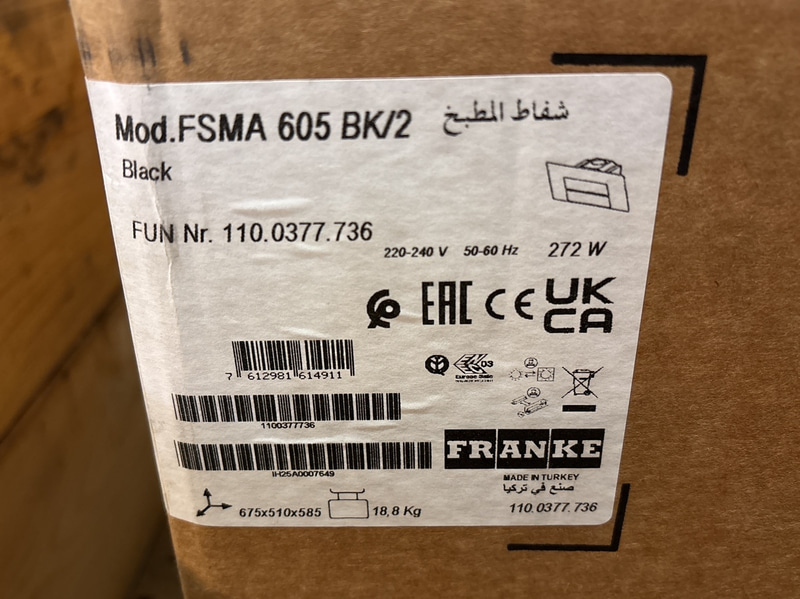 Mod.FSMA 605 BK/2
شفاط المطبخ
Black
FUN Nr. 110.0377.736
220-240 V 50-60 Hz 272 W
EAC CE UK CA
7 612981 614911
03
1100377736
IH25A0007649
FRANKE
MADE IN TURKEY
صنع في تركيا
675x510x585 18,8 Kg
110.0377.736